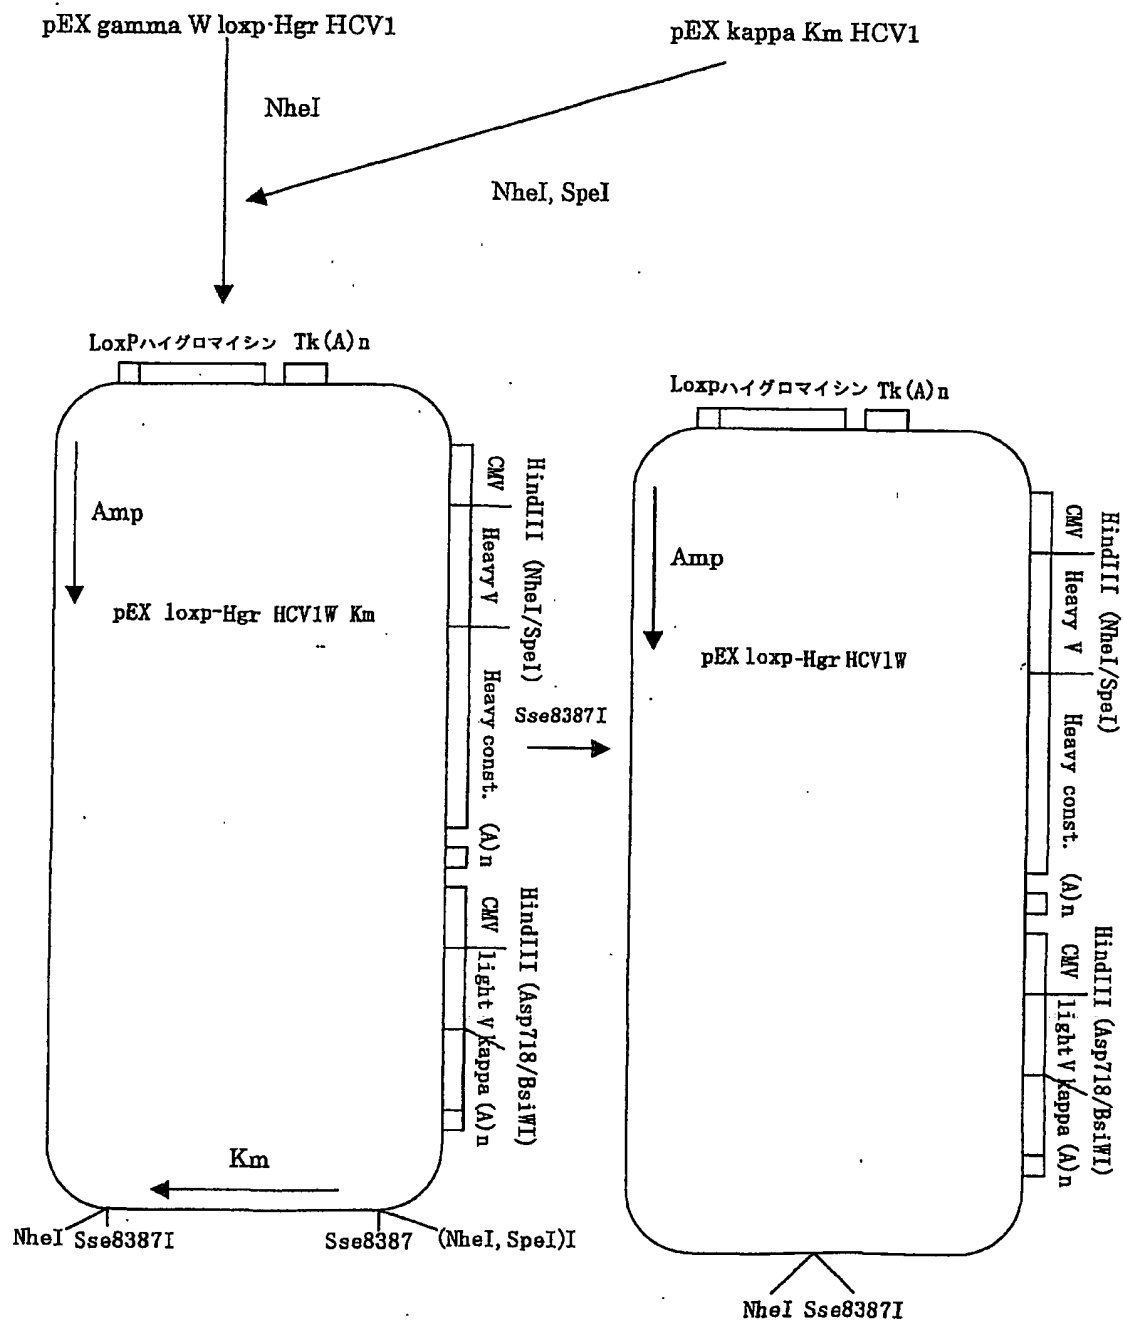 pEX gamma W loxp·Hgr HCV1
pEX kappa Km HCV1
NheI
NheI, SpeI
LoxPハイグロマイシン Tk(A)n
Amp
pEX loxp-Hgr HCV1W Km
CMV Heavy V Heavy const. (A)n
HindIII (NheI/SpeI)
CMV light V kappa (A)n
HindIII (Asp718/BsiWI)
Km
NheI Sse8387I
Sse8387 (NheI, SpeI)I
Sse8387I
Loxpハイグロマイシン Tk(A)n
Amp
pEX loxp-Hgr HCV1W
CMV Heavy V Heavy const. (A)n
HindIII (NheI/SpeI)
CMV light V kappa (A)n
HindIII (Asp718/BsiWI)
NheI Sse8387I